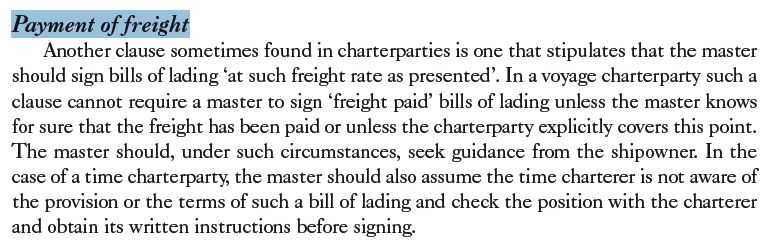 Payment of freight
Another clause sometimes found in charterparties is one that stipulates that the master
should sign bills of lading ‘at such freight rate as presented’. In a voyage charterparty such a
clause cannot require a master to sign ‘freight paid’ bills of lading unless the master knows
for sure that the freight has been paid or unless the charterparty explicitly covers this point.
The master should, under such circumstances, seek guidance from the shipowner. In the
case of a time charterparty, the master should also assume the time charterer is not aware of
the provision or the terms of such a bill of lading and check the position with the charterer
and obtain its written instructions before signing.